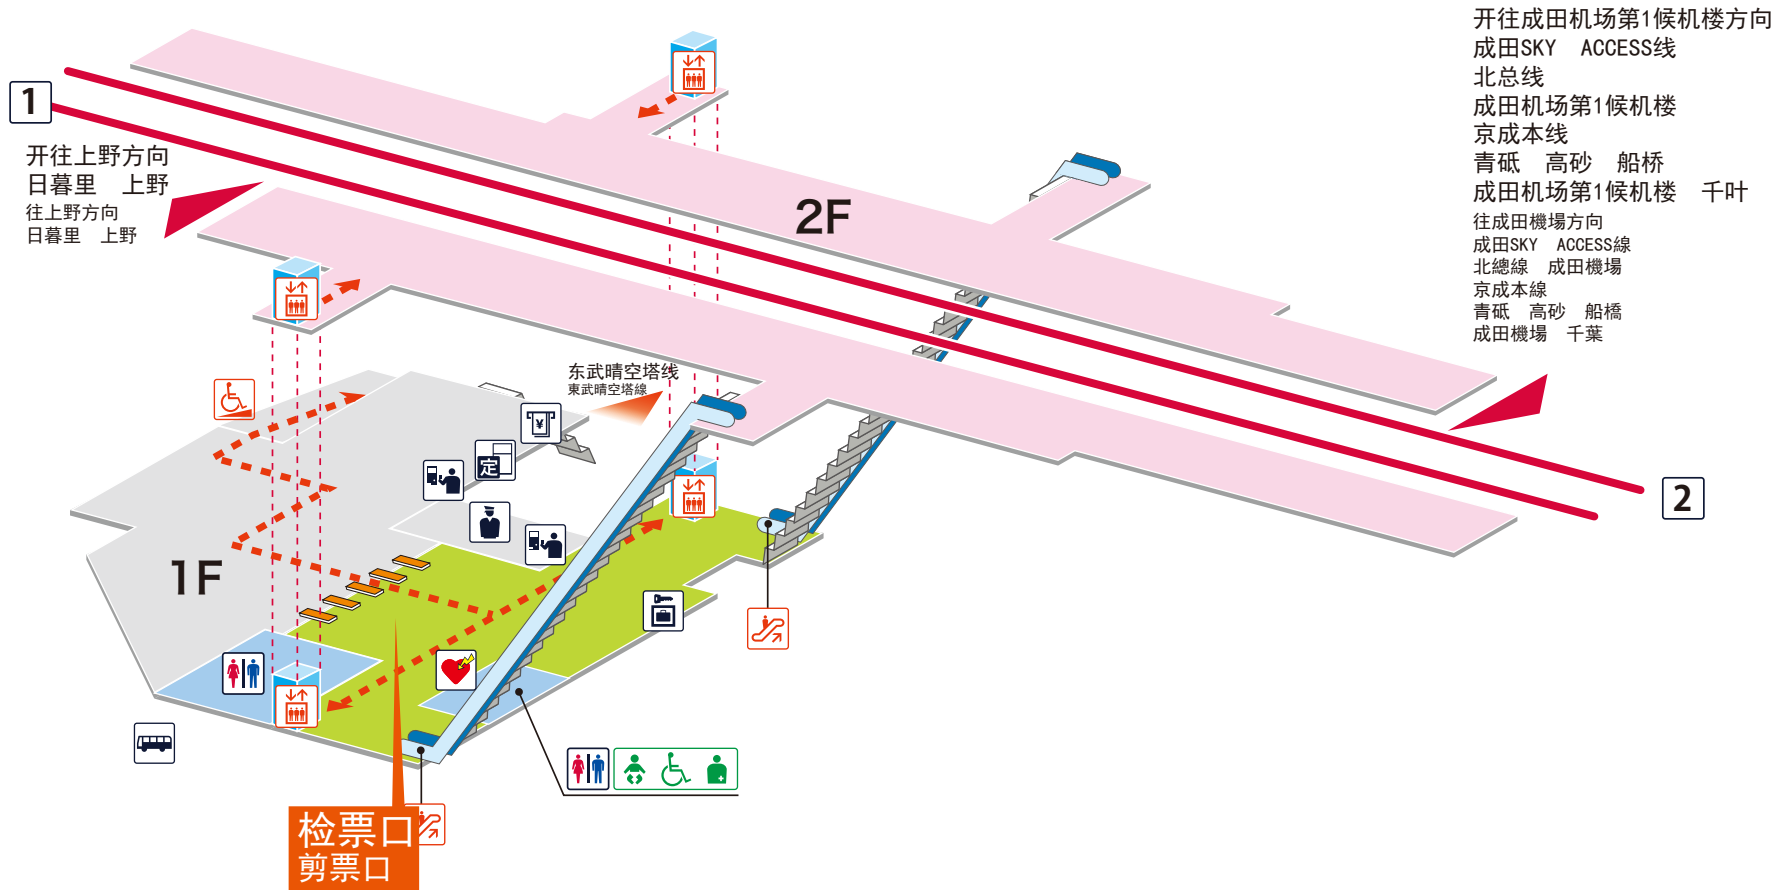 1
开往上野方向
日暮里　上野
往上野方向
日暮里　上野
2F
开往成田机场第1候机楼方向
成田SKY　ACCESS线
北总线
成田机场第1候机楼
京成本线
青砥　高砂　船桥
成田机场第1候机楼　千叶
往成田機場方向
成田SKY　ACCESS線
北總線　成田機場
京成本線
青砥　高砂　船橋
成田機場　千葉
东武晴空塔线
東武晴空塔線
¥
定
2
1F
检票口
剪票口